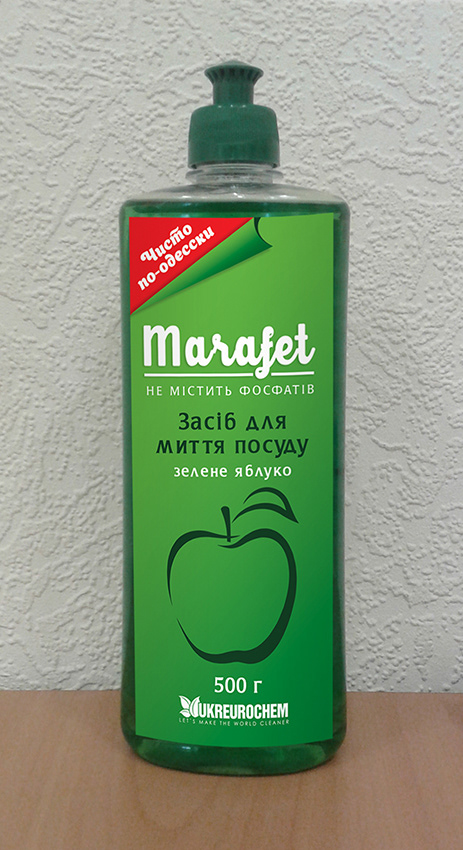 Чисто
по-одесски
Marafet
НЕ МІСТИТЬ ФОСФАТІВ
Засіб для
миття посуду
зелене яблуко
500 г
UKREUROCHEM
LET'S MAKE THE WORLD CLEANER